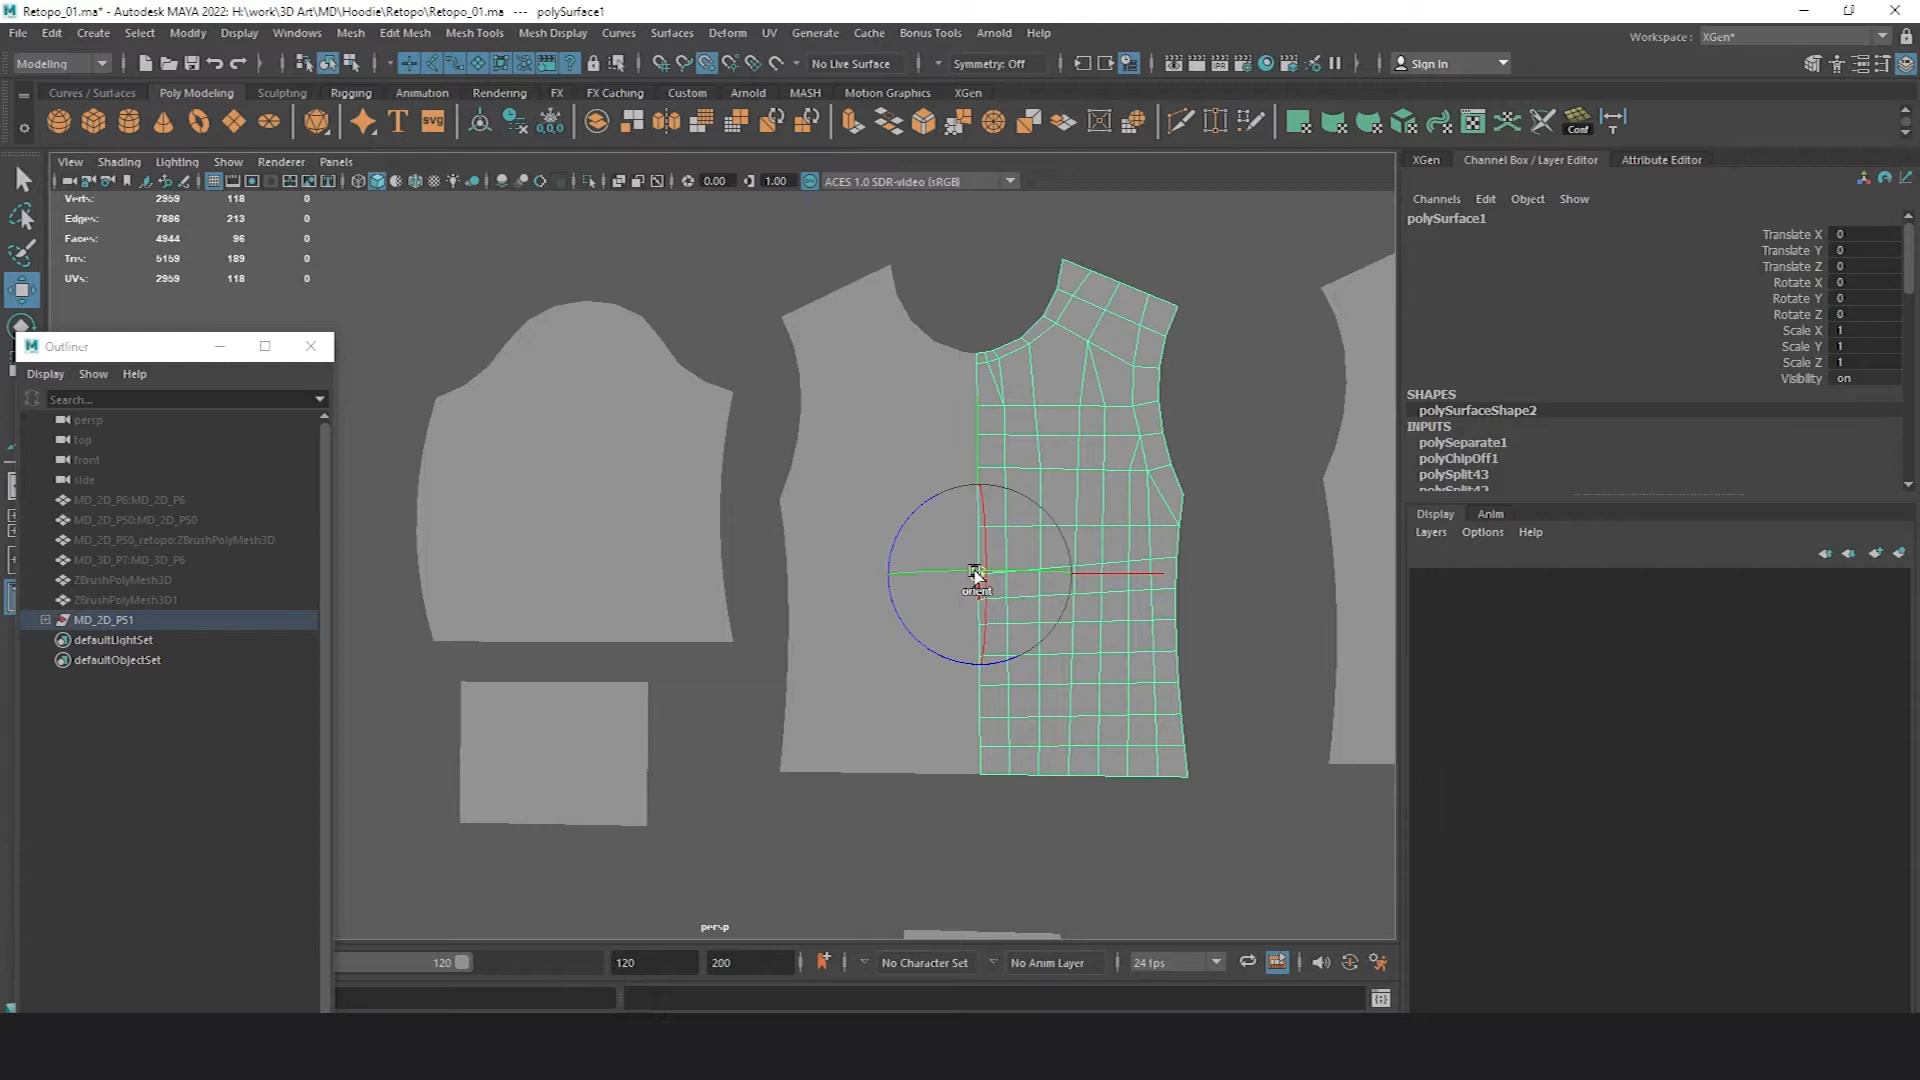 Retopo_01.ma* - Autodesk MAYA 2022: H:\work\3D Art\MD\Hoodie\Retopo\Retopo_01.ma   ---   polySurface1
File Edit Create Select Modify Display Windows Mesh Edit Mesh Mesh Tools Mesh Display Curves Surfaces Deform UV Generate Cache Bonus Tools Arnold Help
Workspace : XGen*
Modeling
No Live Surface
Symmetry: Off
Sign In
Curves / Surfaces Poly Modeling Sculpting Rigging Animation Rendering FX FX Caching Custom Arnold MASH Motion Graphics XGen
T
SVG
0,0,0
Conf
T
View Shading Lighting Show Renderer Panels
0.00
1.00
ACES 1.0 SDR-video (sRGB)
XGen Channel Box / Layer Editor Attribute Editor
Verts: 2959 118 0
Edges: 7886 213 0
Faces: 4944 96 0
Tris: 5159 189 0
UVs: 2959 118 0
Channels Edit Object Show
polySurface1
Translate X 0
Translate Y 0
Translate Z 0
Rotate X 0
Rotate Y 0
Rotate Z 0
Scale X 1
Scale Y 1
Scale Z 1
Visibility on
SHAPES
polySurfaceShape2
INPUTS
polySeparate1
polyChipOff1
polySplit43
polySplit42
Outliner
Display Show Help
Search...
persp
top
front
side
MD_2D_P6:MD_2D_P6
MD_2D_P50:MD_2D_P50
MD_2D_P50_retopo:ZBrushPolyMesh3D
MD_3D_P7:MD_3D_P6
ZBrushPolyMesh3D
ZBrushPolyMesh3D1
MD_2D_P51
defaultLightSet
defaultObjectSet
orient
Display Anim
Layers Options Help
persp
120
120
200
No Character Set
No Anim Layer
24 fps